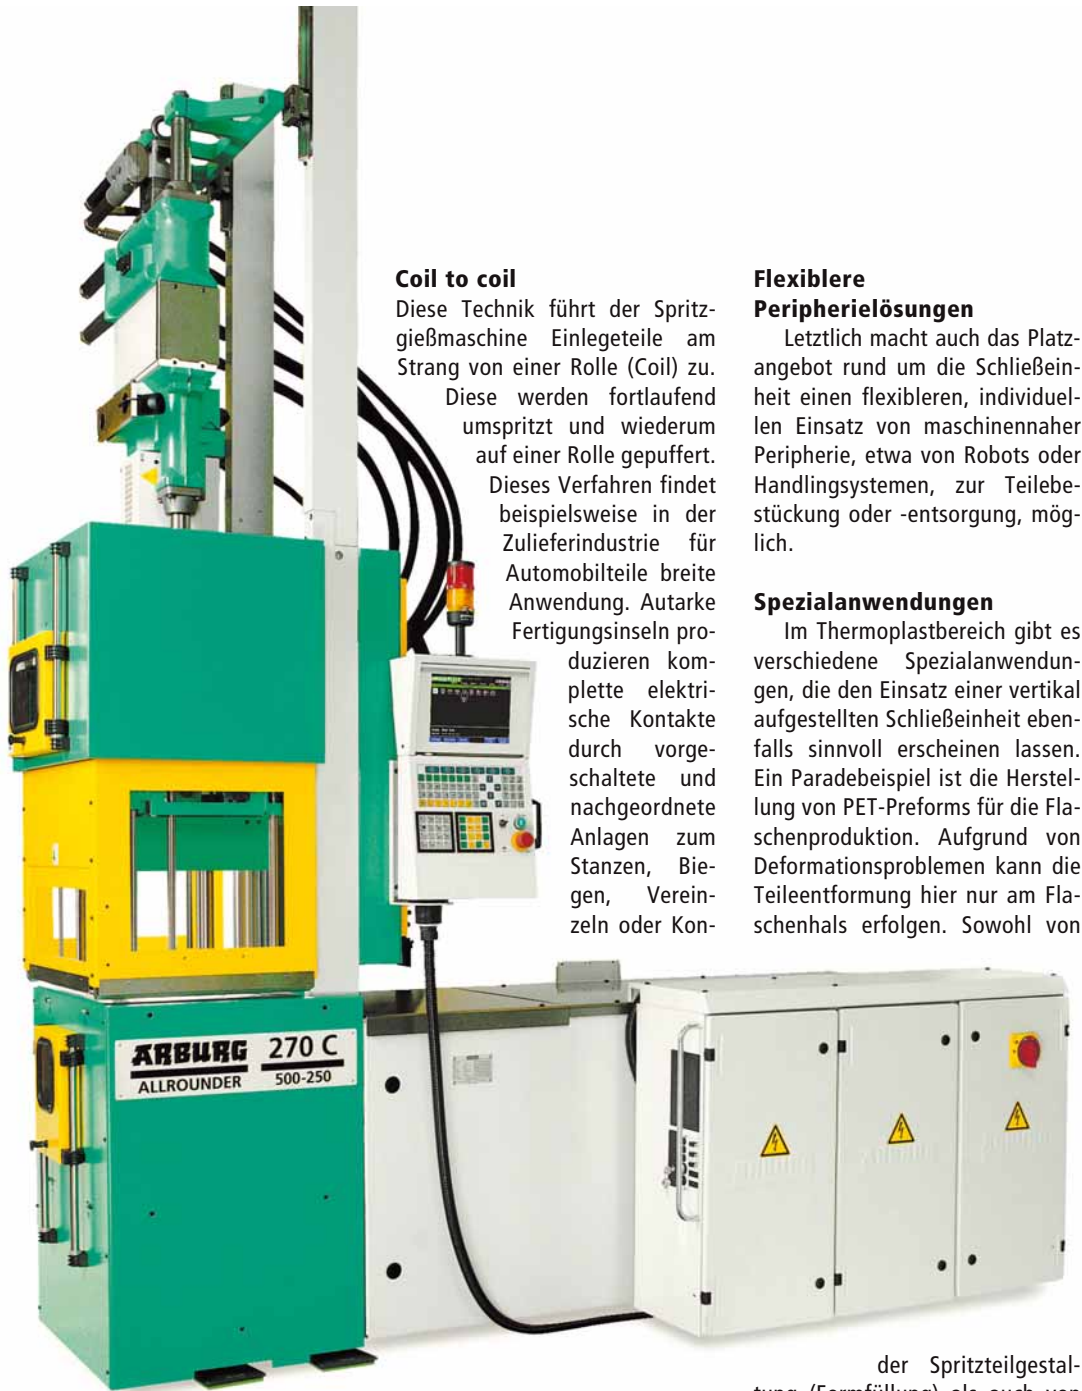 Coil to coil
Diese Technik führt der Spritz-
gießmaschine Einlegeteile am
Strang von einer Rolle (Coil) zu.
Diese werden fortlaufend
umspritzt und wiederum
auf einer Rolle gepuffert.
Dieses Verfahren findet
beispielsweise in der
Zulieferindustrie für
Automobilteile breite
Anwendung. Autarke
Fertigungsinseln pro-
duzieren kom-
plette elektri-
sche Kontakte
durch vorge-
schaltete und
nachgeordnete
Anlagen zum
Stanzen, Bie-
gen, Verein-
zeln oder Kon-
Flexiblere
Peripherielösungen
Letztlich macht auch das Platz-
angebot rund um die Schließein-
heit einen flexibleren, individuel-
len Einsatz von maschinennaher
Peripherie, etwa von Robots oder
Handlingsystemen, zur Teilebe-
stückung oder -entsorgung, mög-
lich.
Spezialanwendungen
Im Thermoplastbereich gibt es
verschiedene Spezialanwendun-
gen, die den Einsatz einer vertikal
aufgestellten Schließeinheit eben-
falls sinnvoll erscheinen lassen.
Ein Paradebeispiel ist die Herstel-
lung von PET-Preforms für die Fla-
schenproduktion. Aufgrund von
Deformationsproblemen kann die
Teileentformung hier nur am Fla-
schenhals erfolgen. Sowohl von
der Spritzteilgestal-
tung (Formfüllung) als auch von
ARBURG 270 C
ALLROUNDER 500-250